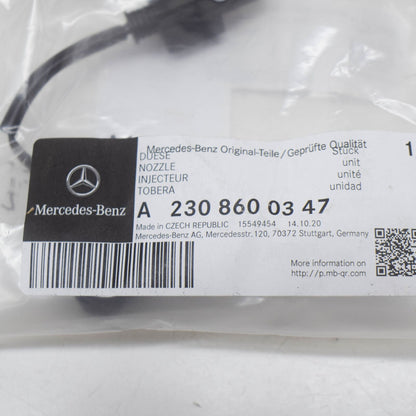 Mercedes-Benz Original-Teile/Geprüfte Qualität
DUESE Stück 1
NOZZLE unit
INJECTEUR unité
TOBERA unidad
Mercedes-Benz
A 230 860 03 47
Made in CZECH REPUBLIC 15549454 14.10.20
Mercedes-Benz AG, Mercedesstr.120, 70372 Stuttgart, Germany
More information on
https://p.mb-qr.com/